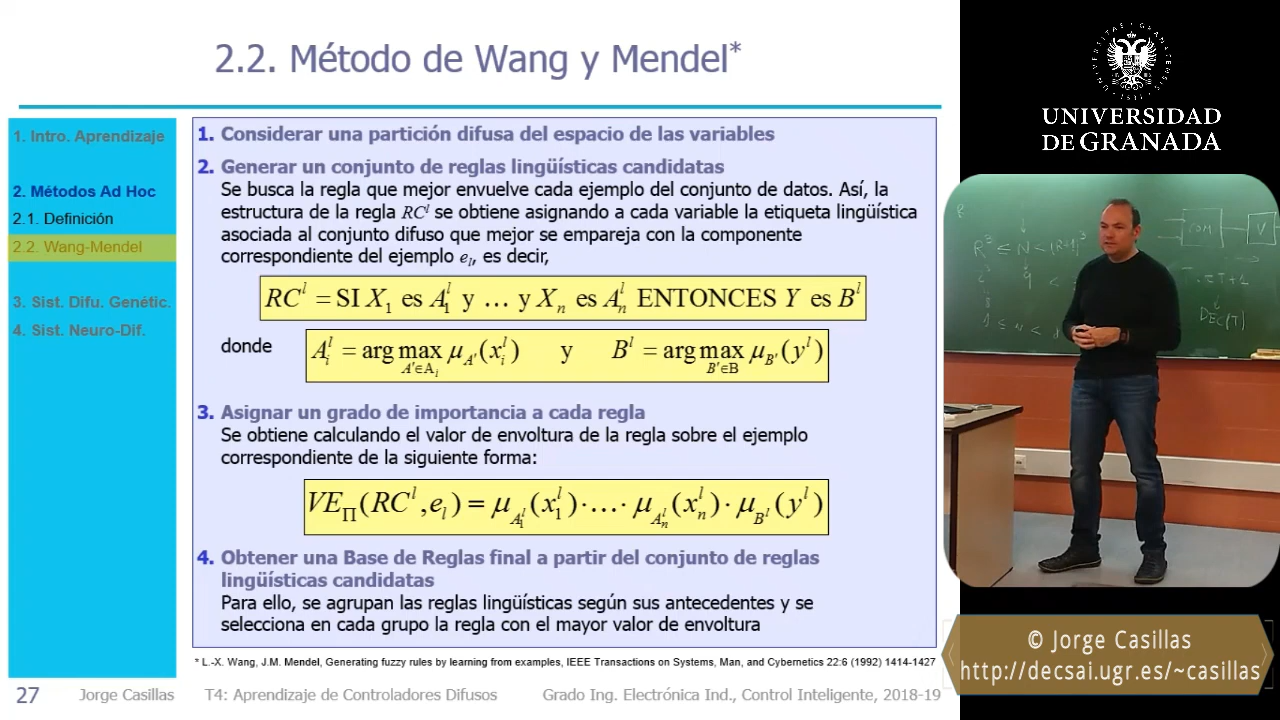 2.2. Método de Wang y Mendel*
1. Intro. Aprendizaje
2. Métodos Ad Hoc
2.1. Definición
2.2. Wang-Mendel
3. Sist. Difu. Genétic.
4. Sist. Neuro-Dif.
1. Considerar una partición difusa del espacio de las variables
2. Generar un conjunto de reglas lingüísticas candidatas
Se busca la regla que mejor envuelve cada ejemplo del conjunto de datos. Así, la
estructura de la regla RC^l se obtiene asignando a cada variable la etiqueta lingüística
asociada al conjunto difuso que mejor se empareja con la componente
correspondiente del ejemplo e_l, es decir,
RC^l = SI X_1 es A_1^l y … y X_n es A_n^l ENTONCES Y es B^l
donde A_i^l = arg max_{A'∈A_i} μ_{A'}(x_i^l) y B^l = arg max_{B'∈B} μ_{B'}(y^l)
3. Asignar un grado de importancia a cada regla
Se obtiene calculando el valor de envoltura de la regla sobre el ejemplo
correspondiente de la siguiente forma:
VE_Π(RC^l, e_l) = μ_{A_1^l}(x_1^l)·…·μ_{A_n^l}(x_n^l)·μ_{B^l}(y^l)
4. Obtener una Base de Reglas final a partir del conjunto de reglas
lingüísticas candidatas
Para ello, se agrupan las reglas lingüísticas según sus antecedentes y se
selecciona en cada grupo la regla con el mayor valor de envoltura
* L.-X. Wang, J.M. Mendel, Generating fuzzy rules by learning from examples, IEEE Transactions on Systems, Man, and Cybernetics 22:6 (1992) 1414-1427
27 Jorge Casillas T4: Aprendizaje de Controladores Difusos Grado Ing. Electrónica Ind., Control Inteligente, 2018-19
UNIVERSIDAD
DE GRANADA
COM
V
DEC(T)
© Jorge Casillas
http://decsai.ugr.es/~casillas